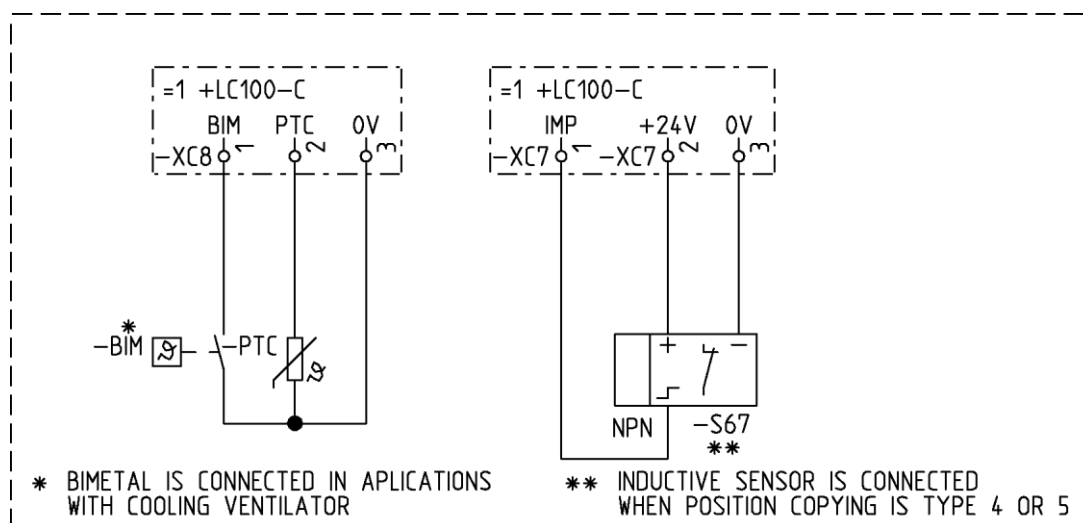 =1 +LC100-C
BIM PTC 0V
-XC8 1 2 3
=1 +LC100-C
IMP +24V 0V
-XC7 1 -XC7 2 3
*
-BIM ϑ -PTC ϑ
+ -
NPN -S67
**
* BIMETAL IS CONNECTED IN APLICATIONS
WITH COOLING VENTILATOR
** INDUCTIVE SENSOR IS CONNECTED
WHEN POSITION COPYING IS TYPE 4 OR 5